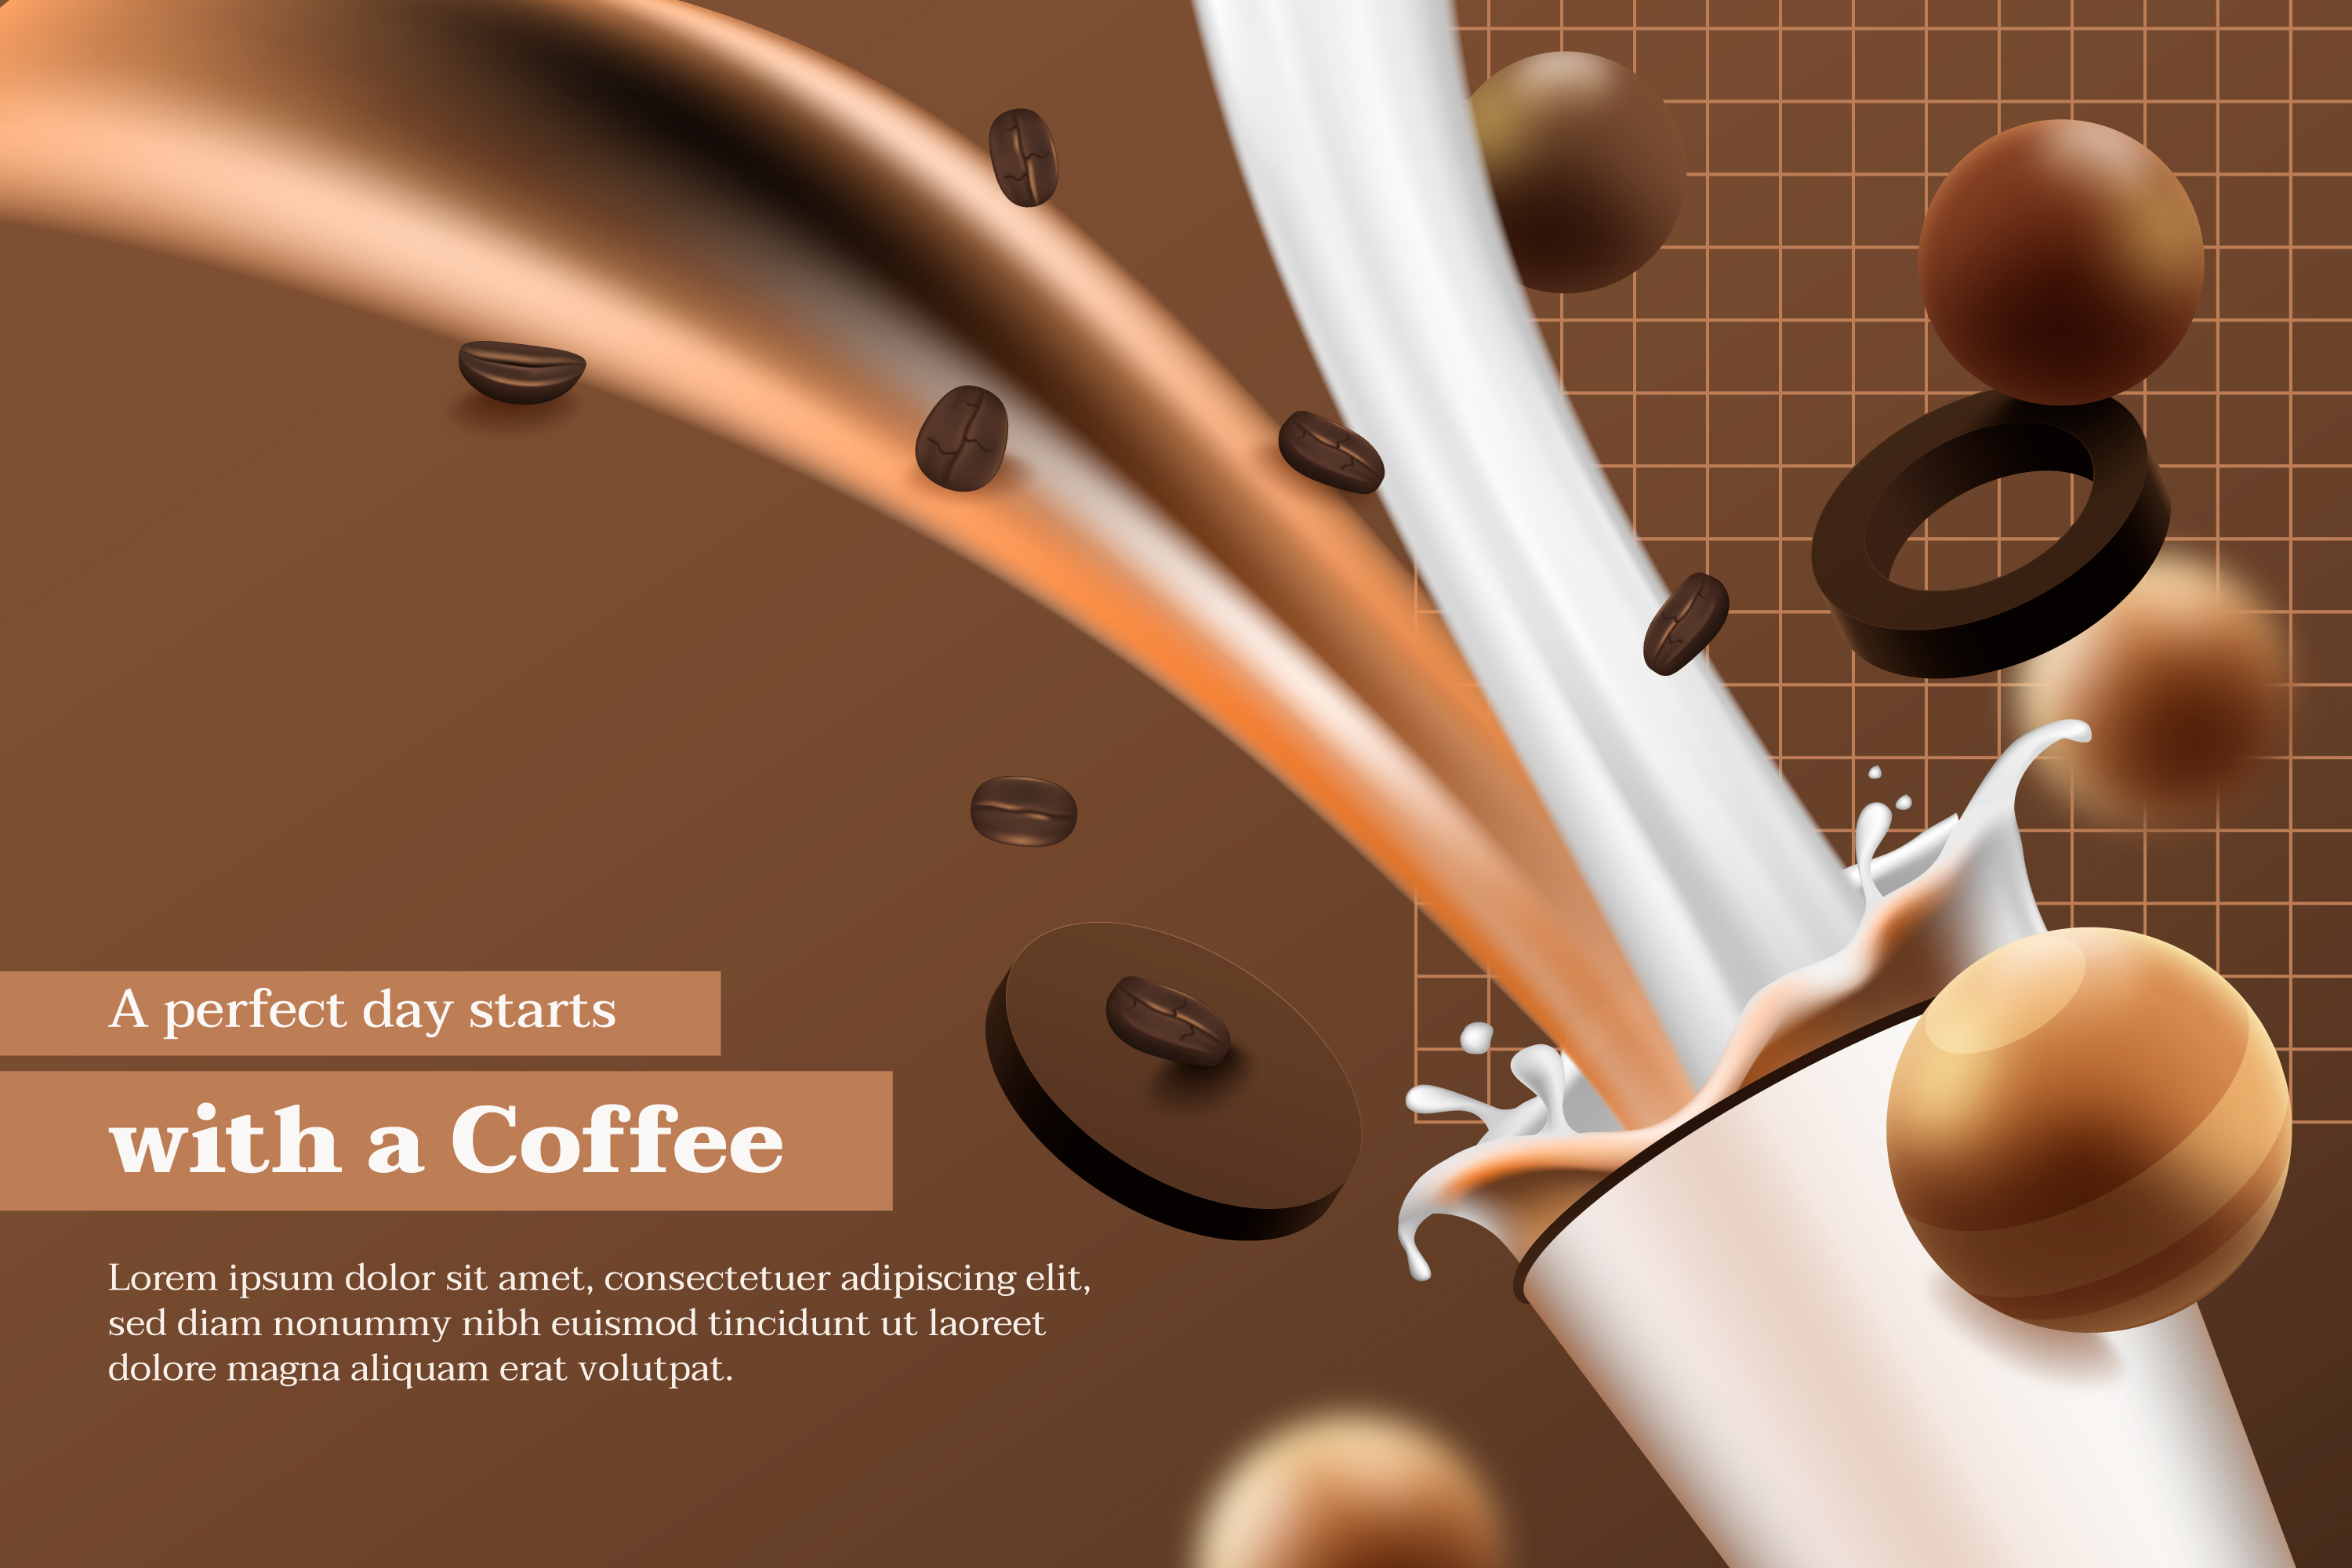 A perfect day starts
with a Coffee
Lorem ipsum dolor sit amet, consectetuer adipiscing elit,
sed diam nonummy nibh euismod tincidunt ut laoreet
dolore magna aliquam erat volutpat.